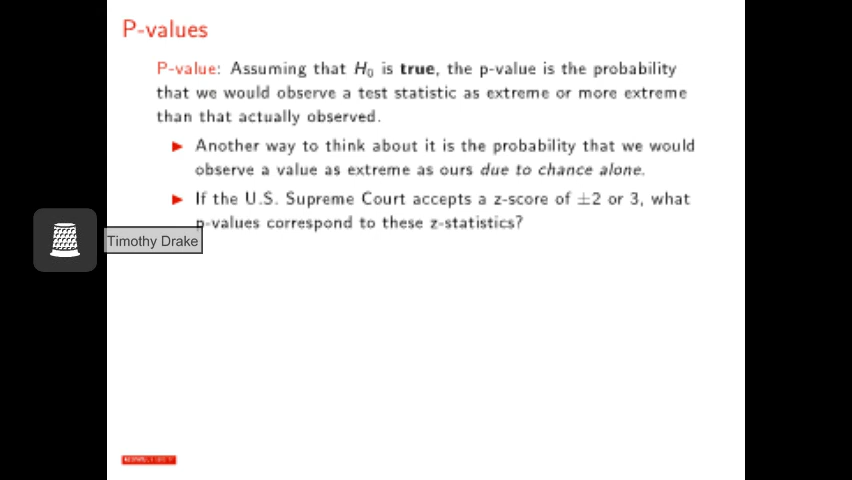 P-values
P-value: Assuming that H₀ is true, the p-value is the probability
that we would observe a test statistic as extreme or more extreme
than that actually observed.
Another way to think about it is the probability that we would
observe a value as extreme as ours due to chance alone.
If the U.S. Supreme Court accepts a z-score of ±2 or 3, what
p-values correspond to these z-statistics?
Timothy Drake